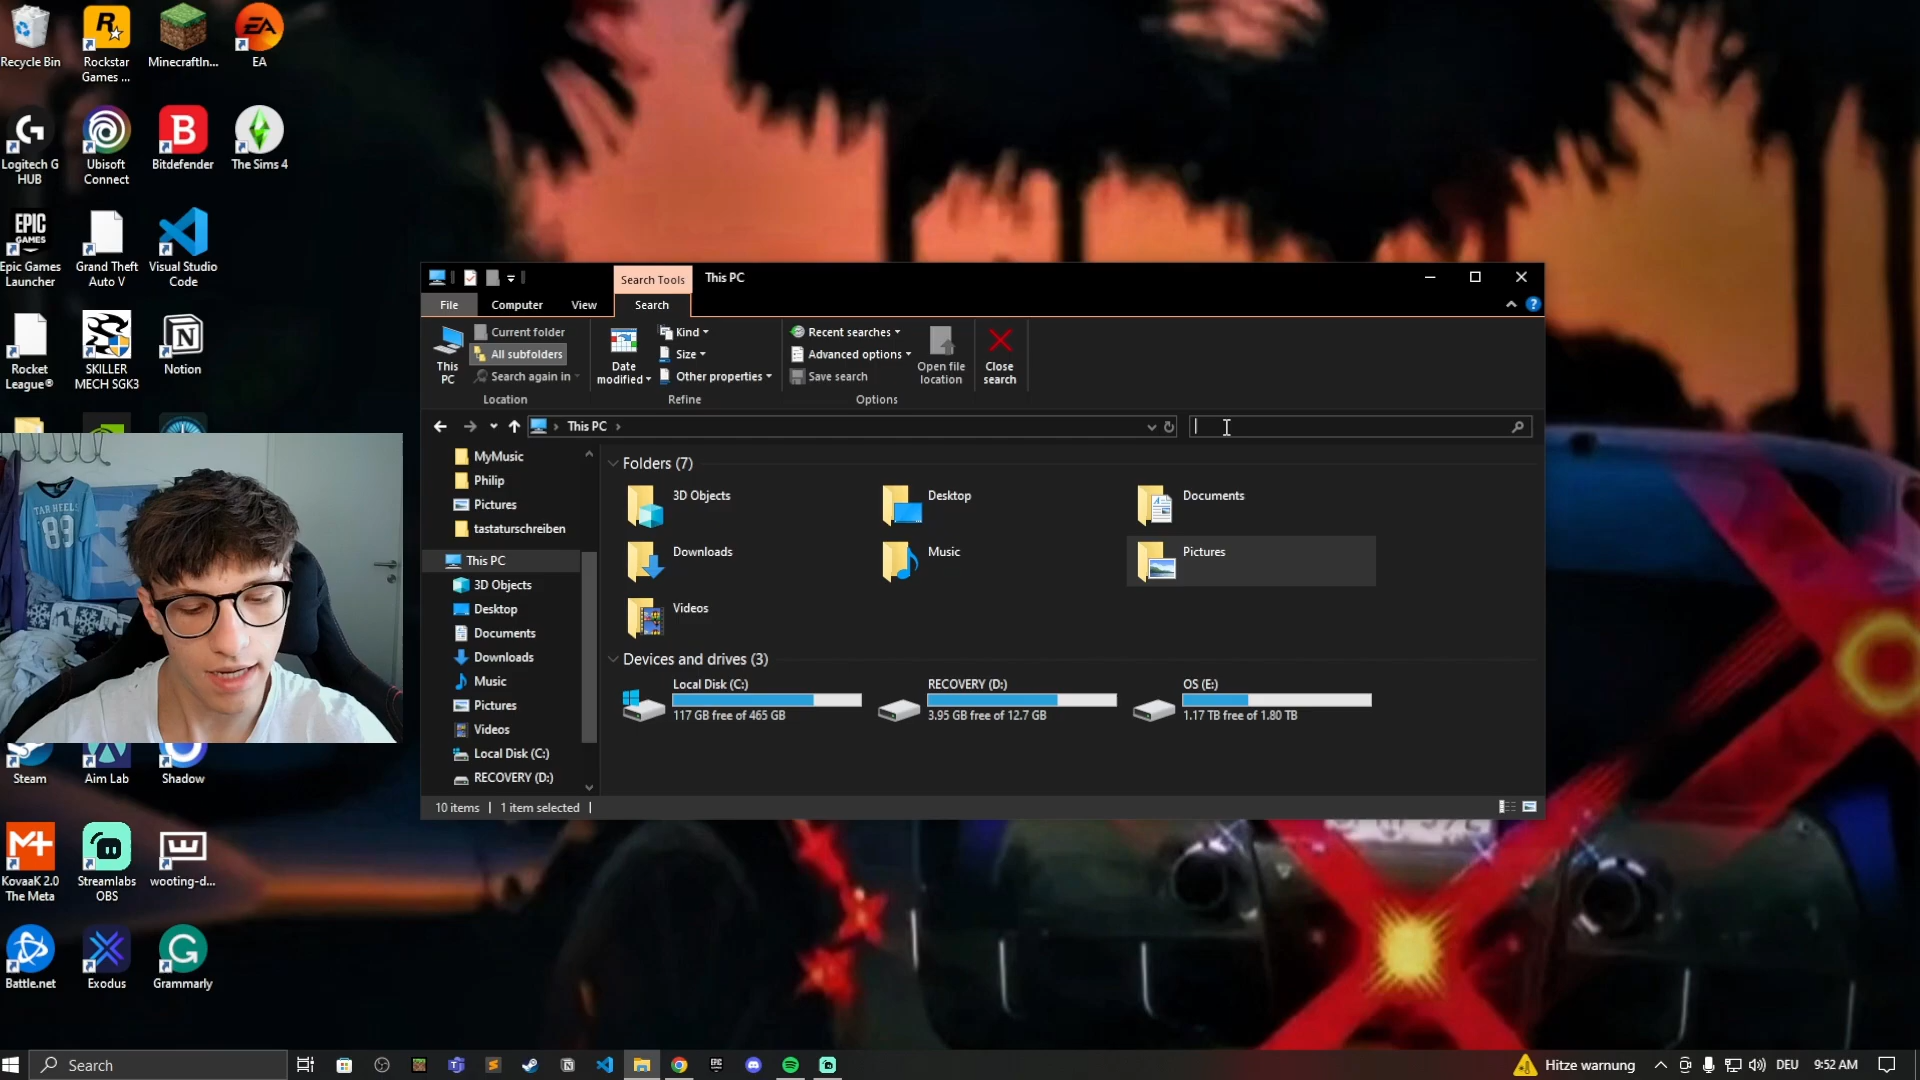 Recycle Bin
Rockstar
Games ...
MinecraftIn...
EA
Logitech G
HUB
Ubisoft
Connect
Bitdefender
The Sims 4
EPIC
GAMES
Epic Games
Launcher
Grand Theft
Auto V
Visual Studio
Code
Rocket
League®
SKILLER
MECH SGK3
Notion
TAR HEELS
83
Steam
Aim Lab
Shadow
KovaaK 2.0
The Meta
Streamlabs
OBS
wooting-d...
Battle.net
Exodus
Grammarly
Search Tools
This PC
File
Computer
View
Search
This
PC
Current folder
All subfolders
Search again in
Location
Date
modified
Kind
Size
Other properties
Refine
Recent searches
Advanced options
Save search
Options
Open file
location
Close
search
This PC
MyMusic
Philip
Pictures
tastaturschreiben
This PC
3D Objects
Desktop
Documents
Downloads
Music
Pictures
Videos
Local Disk (C:)
RECOVERY (D:)
Folders (7)
3D Objects
Desktop
Documents
Downloads
Music
Pictures
Videos
Devices and drives (3)
Local Disk (C:)
117 GB free of 465 GB
RECOVERY (D:)
3.95 GB free of 12.7 GB
OS (E:)
1.17 TB free of 1.80 TB
10 items
1 item selected
Search
Hitze warnung
DEU
9:52 AM